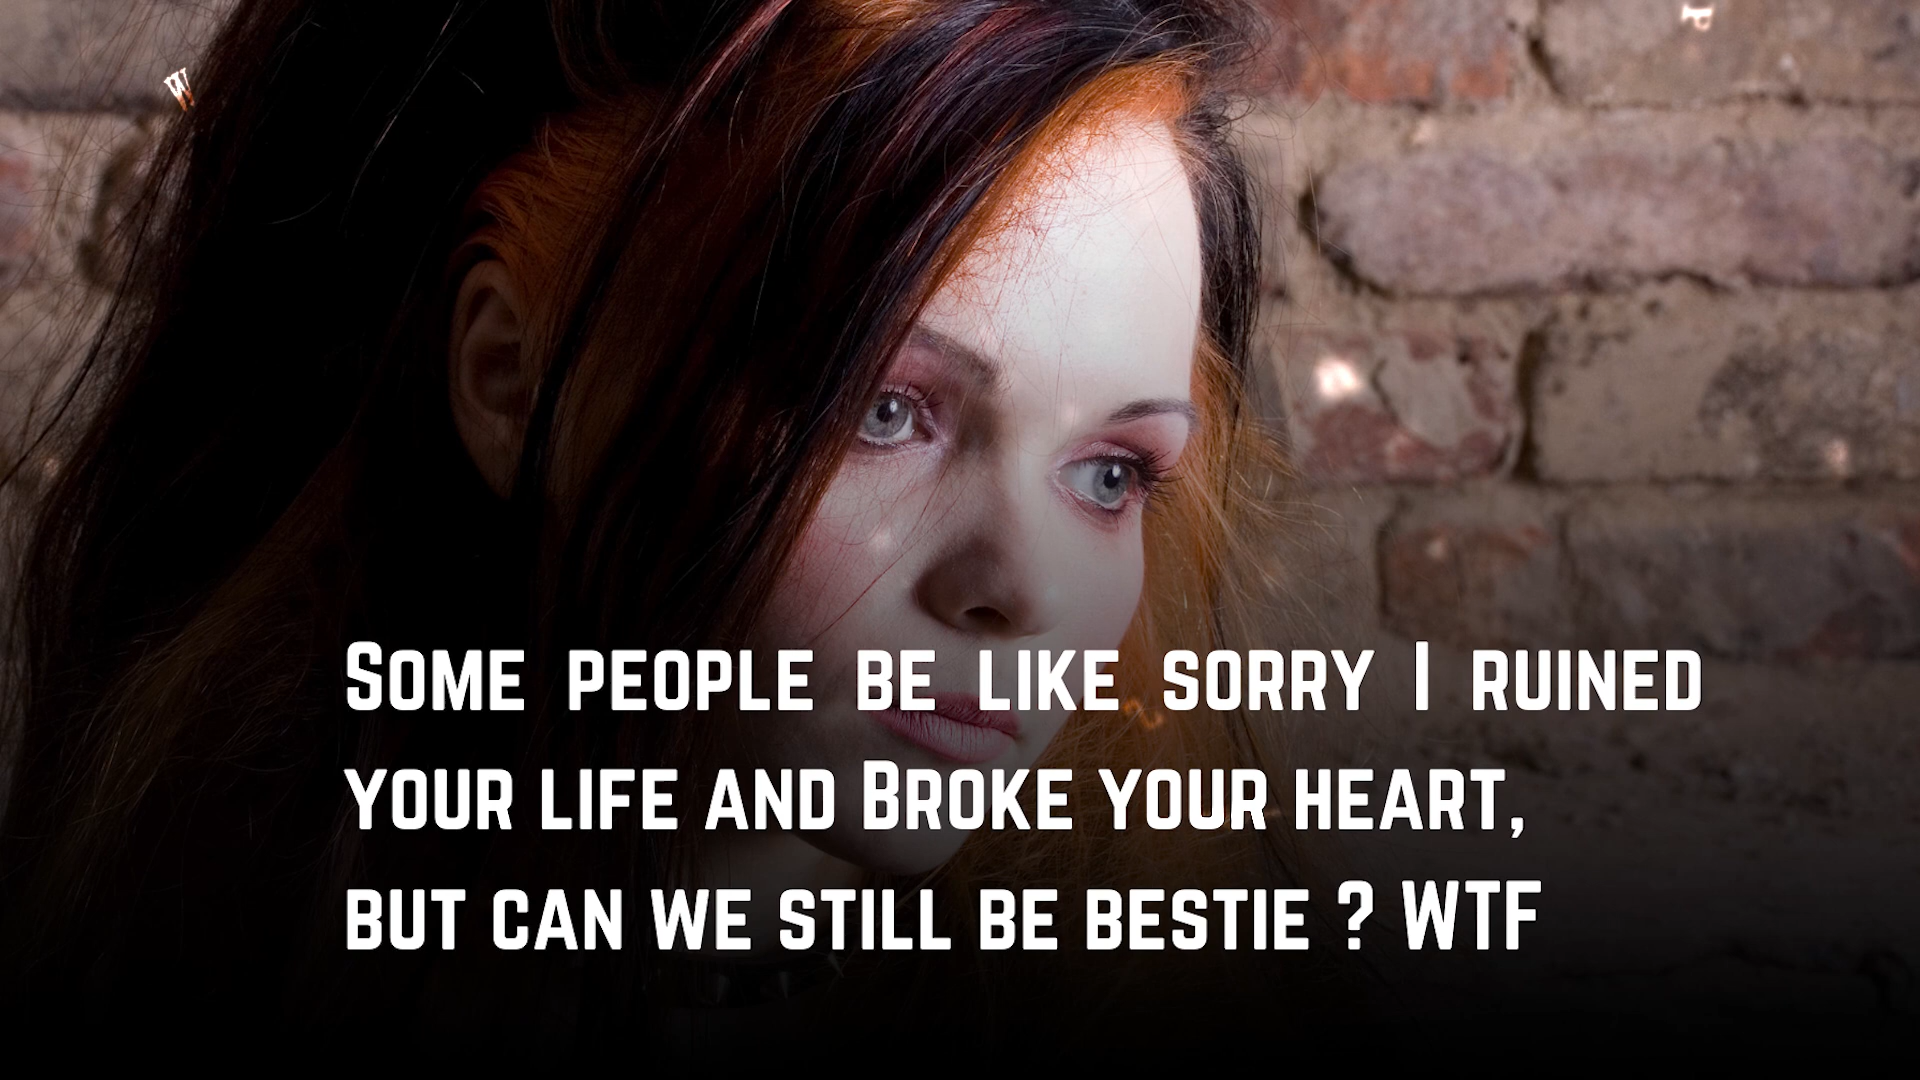 W
P
Some people be like sorry I ruined
your life and Broke your heart,
but can we still be bestie ? WTF